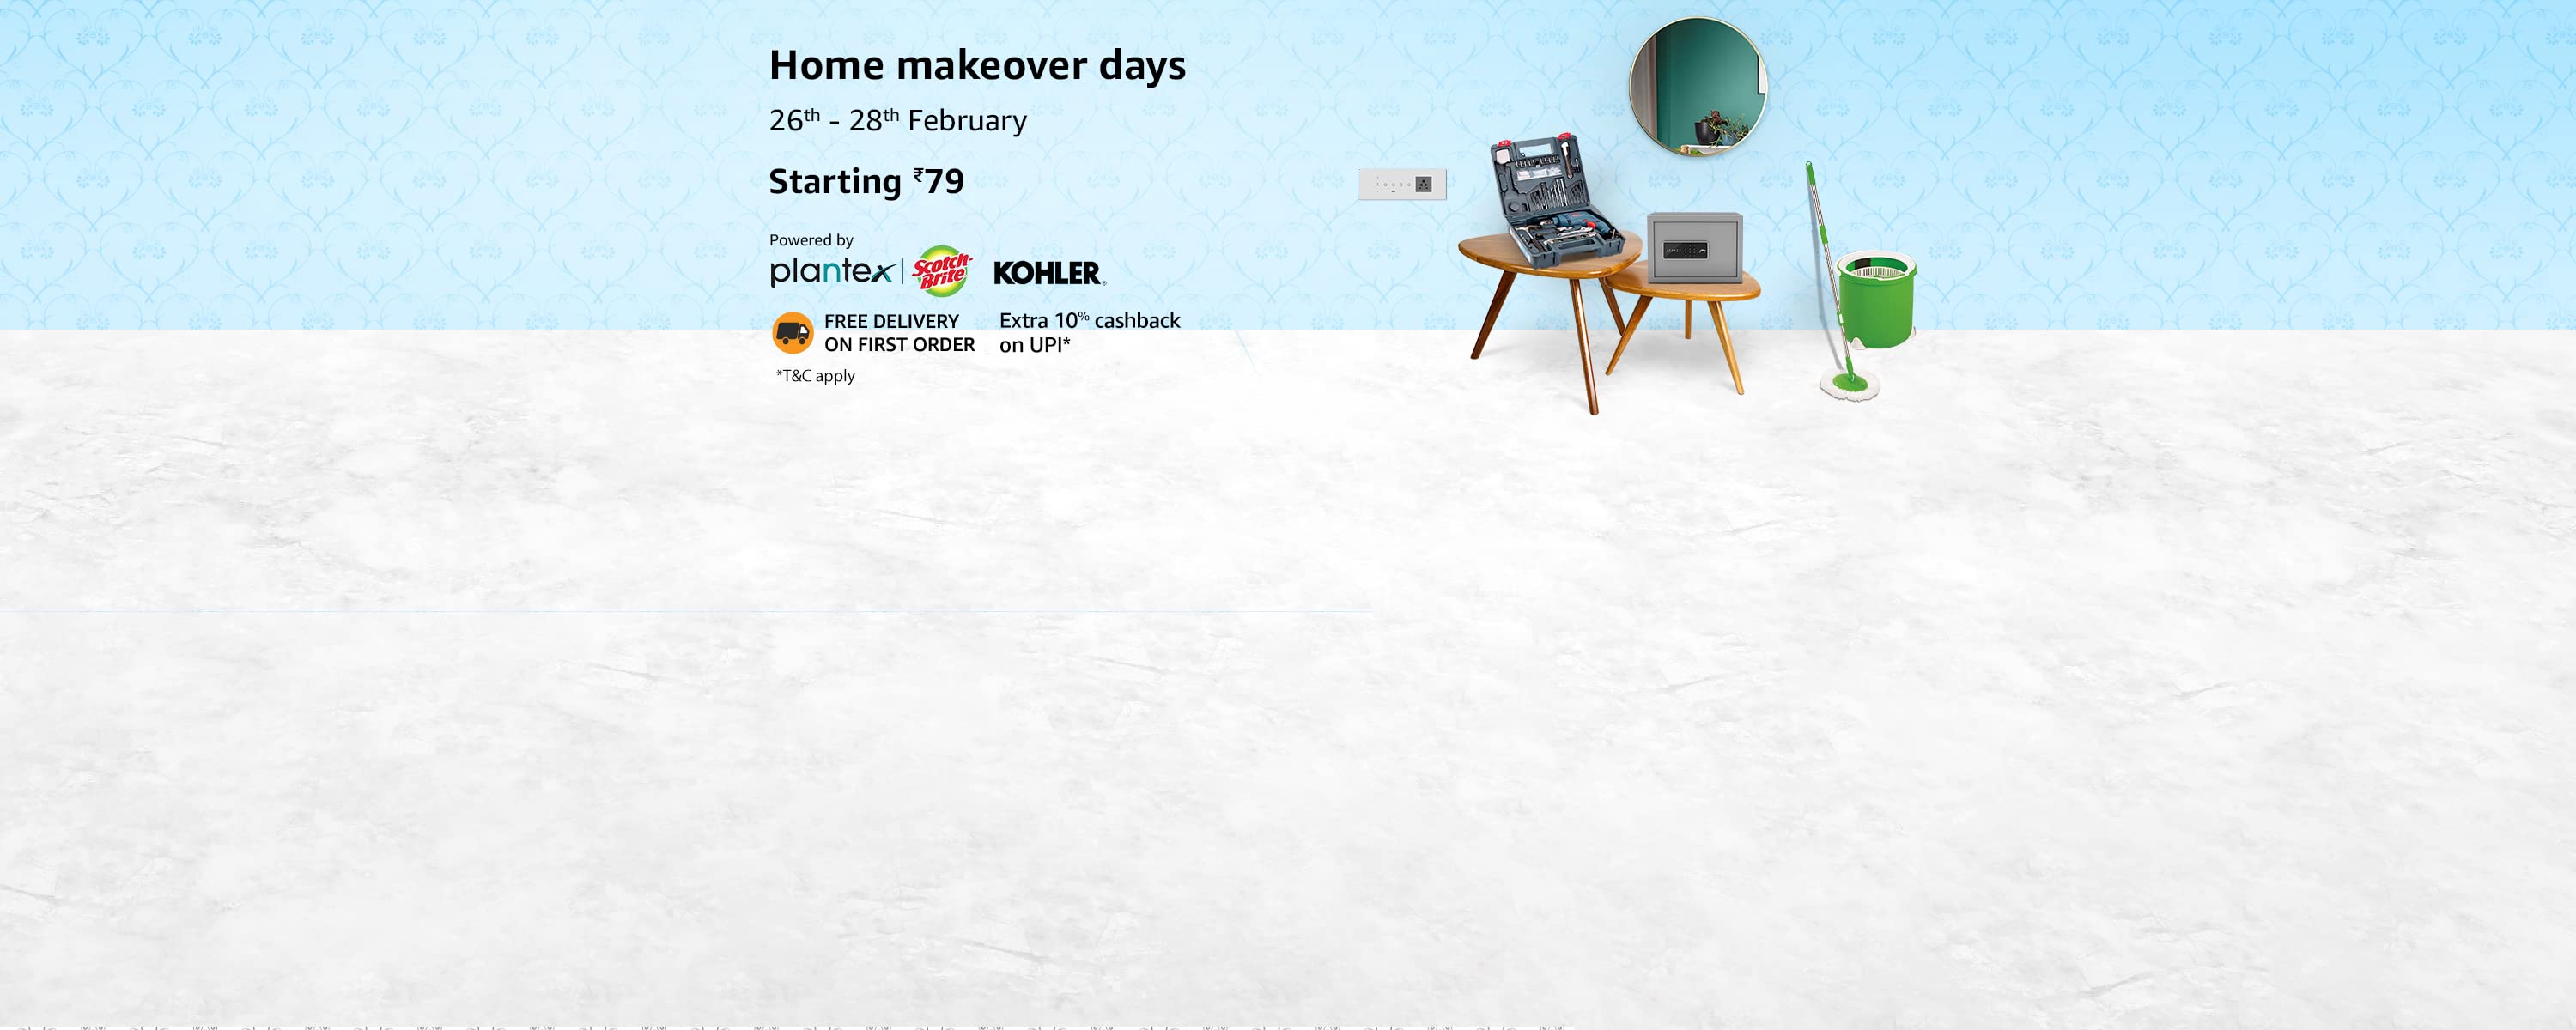 Home makeover days
26th - 28th February
Starting ₹79
Powered by
plantex Scotch-Brite KOHLER
FREE DELIVERY
ON FIRST ORDER
Extra 10% cashback
on UPI*
*T&C apply